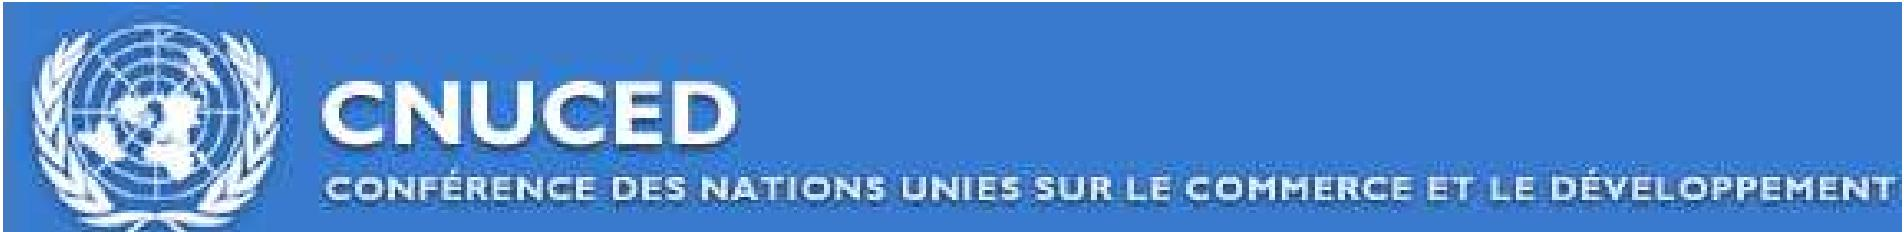 CNUCED
CONFÉRENCE DES NATIONS UNIES SUR LE COMMERCE ET LE DÉVELOPPEMENT